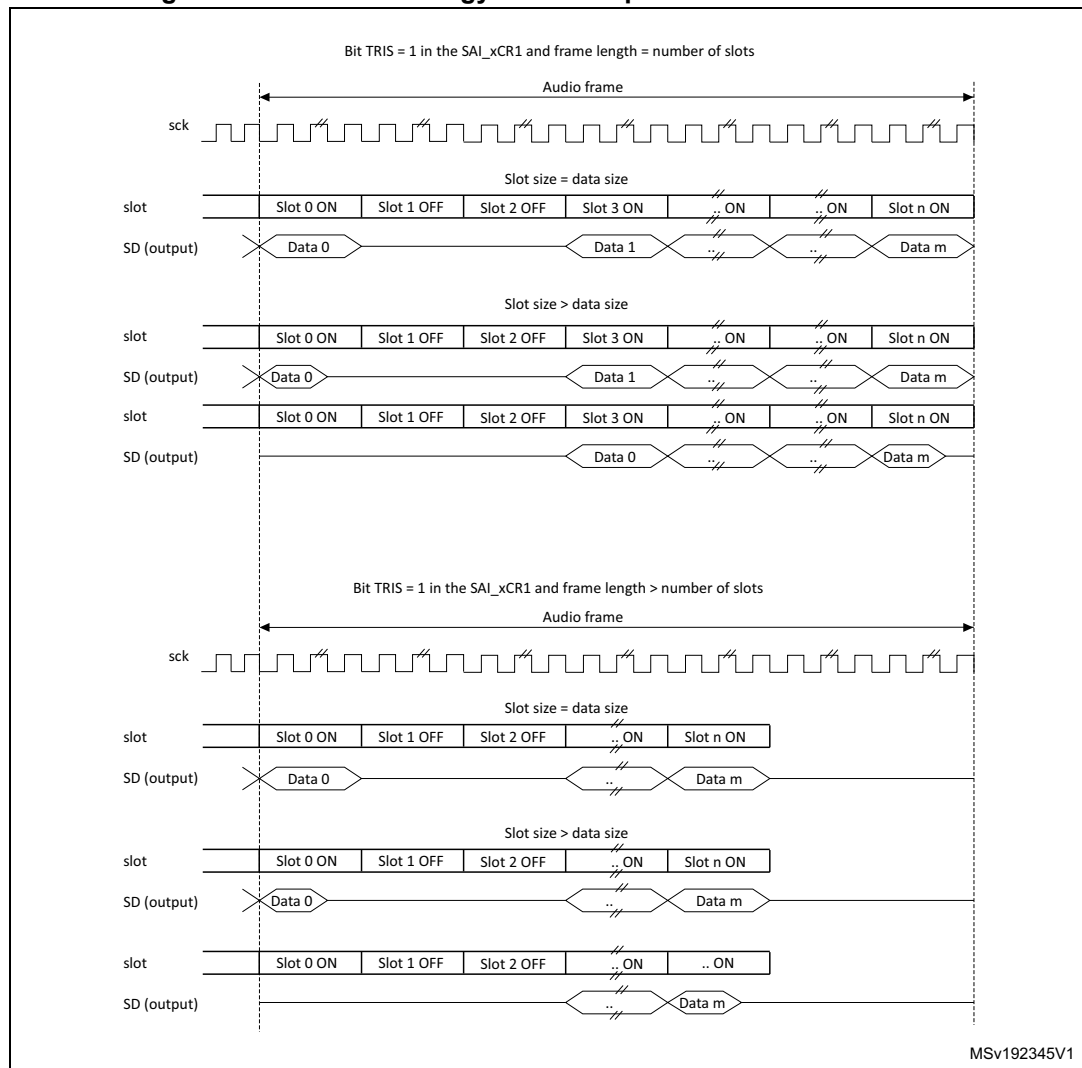 Bit TRIS = 1 in the SAI_xCR1 and frame length = number of slots
Audio frame
sck
Slot size = data size
slot Slot 0 ON Slot 1 OFF Slot 2 OFF Slot 3 ON .. ON .. ON Slot n ON
SD (output) Data 0 Data 1 .. .. Data m
Slot size > data size
slot Slot 0 ON Slot 1 OFF Slot 2 OFF Slot 3 ON .. ON .. ON Slot n ON
SD (output) Data 0 Data 1 .. .. Data m
slot Slot 0 ON Slot 1 OFF Slot 2 OFF Slot 3 ON .. ON .. ON Slot n ON
SD (output) Data 0 .. .. Data m
Bit TRIS = 1 in the SAI_xCR1 and frame length > number of slots
Audio frame
sck
Slot size = data size
slot Slot 0 ON Slot 1 OFF Slot 2 OFF .. ON Slot n ON
SD (output) Data 0 .. Data m
Slot size > data size
slot Slot 0 ON Slot 1 OFF Slot 2 OFF .. ON Slot n ON
SD (output) Data 0 .. Data m
slot Slot 0 ON Slot 1 OFF Slot 2 OFF .. ON .. ON
SD (output) .. Data m
MSv192345V1